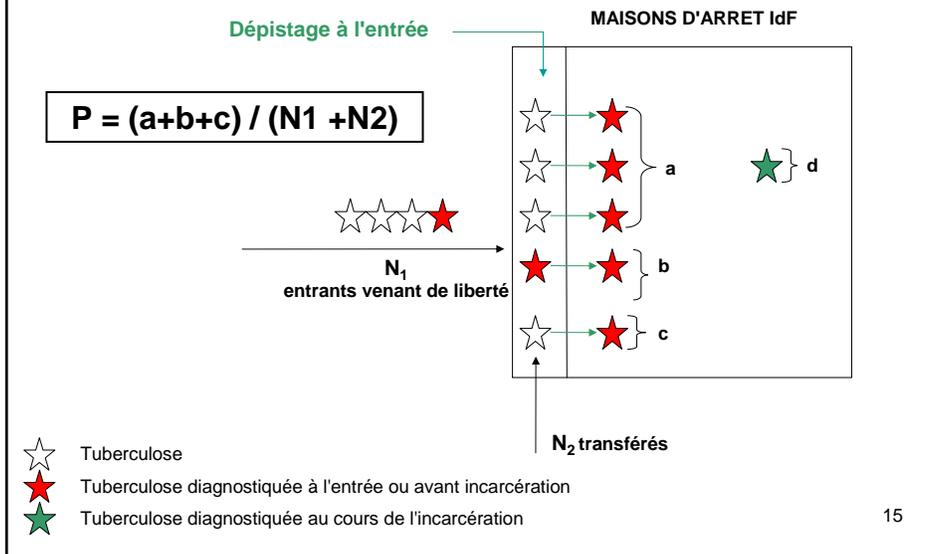 MAISONS D'ARRET IdF
Dépistage à l'entrée
P = (a+b+c) / (N1 +N2)
a
d
b
c
N1
entrants venant de liberté
N2 transférés
Tuberculose
Tuberculose diagnostiquée à l'entrée ou avant incarcération
Tuberculose diagnostiquée au cours de l'incarcération
15